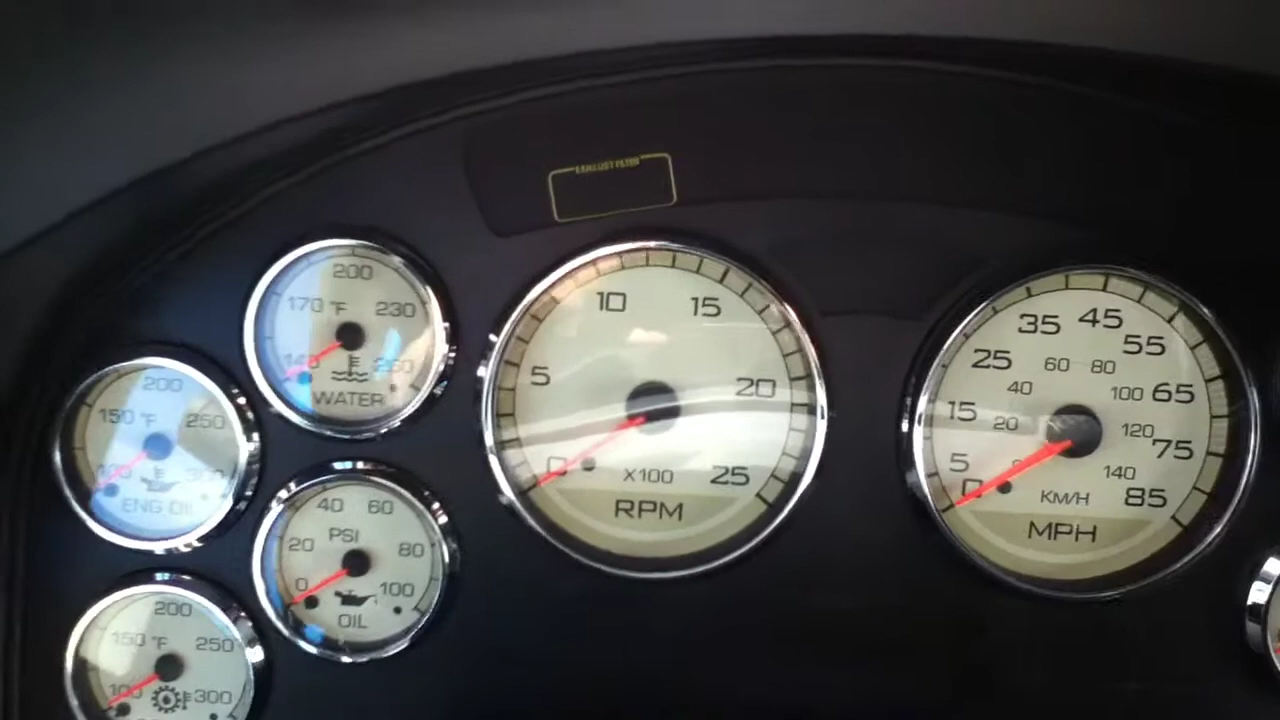 200
170 °F 230
140 260
WATER
200
150 °F 250
100 300
ENG OIL
40 60
PSI
20 80
0 100
OIL
200
150 °F 250
100 300
10 15
5 20
0 25
X100
RPM
35 45
25 55
15 65
5 75
0 85
60 80
40 100
20 120
140
KM/H
MPH